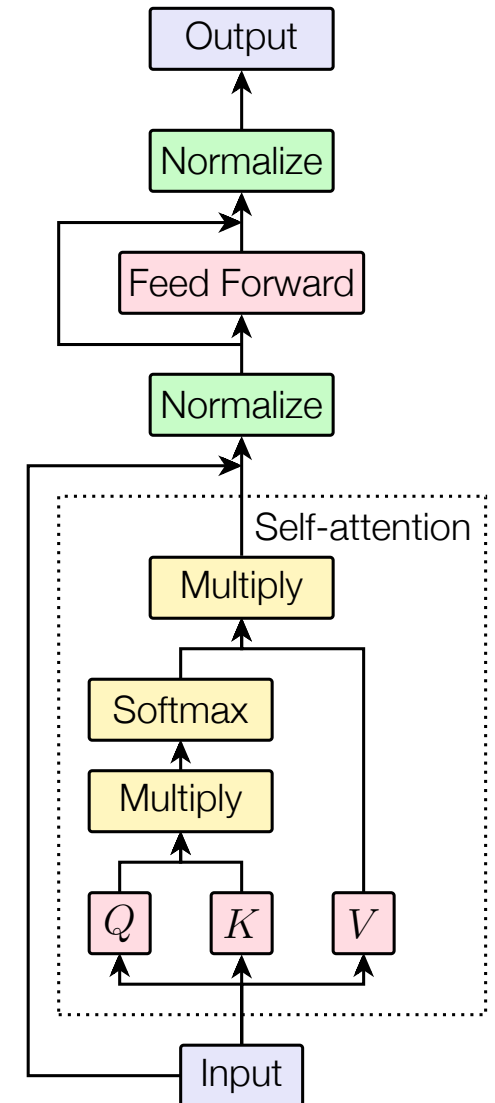 Output
Normalize
Feed Forward
Normalize
Self-attention
Multiply
Softmax
Multiply
Q K V
Input